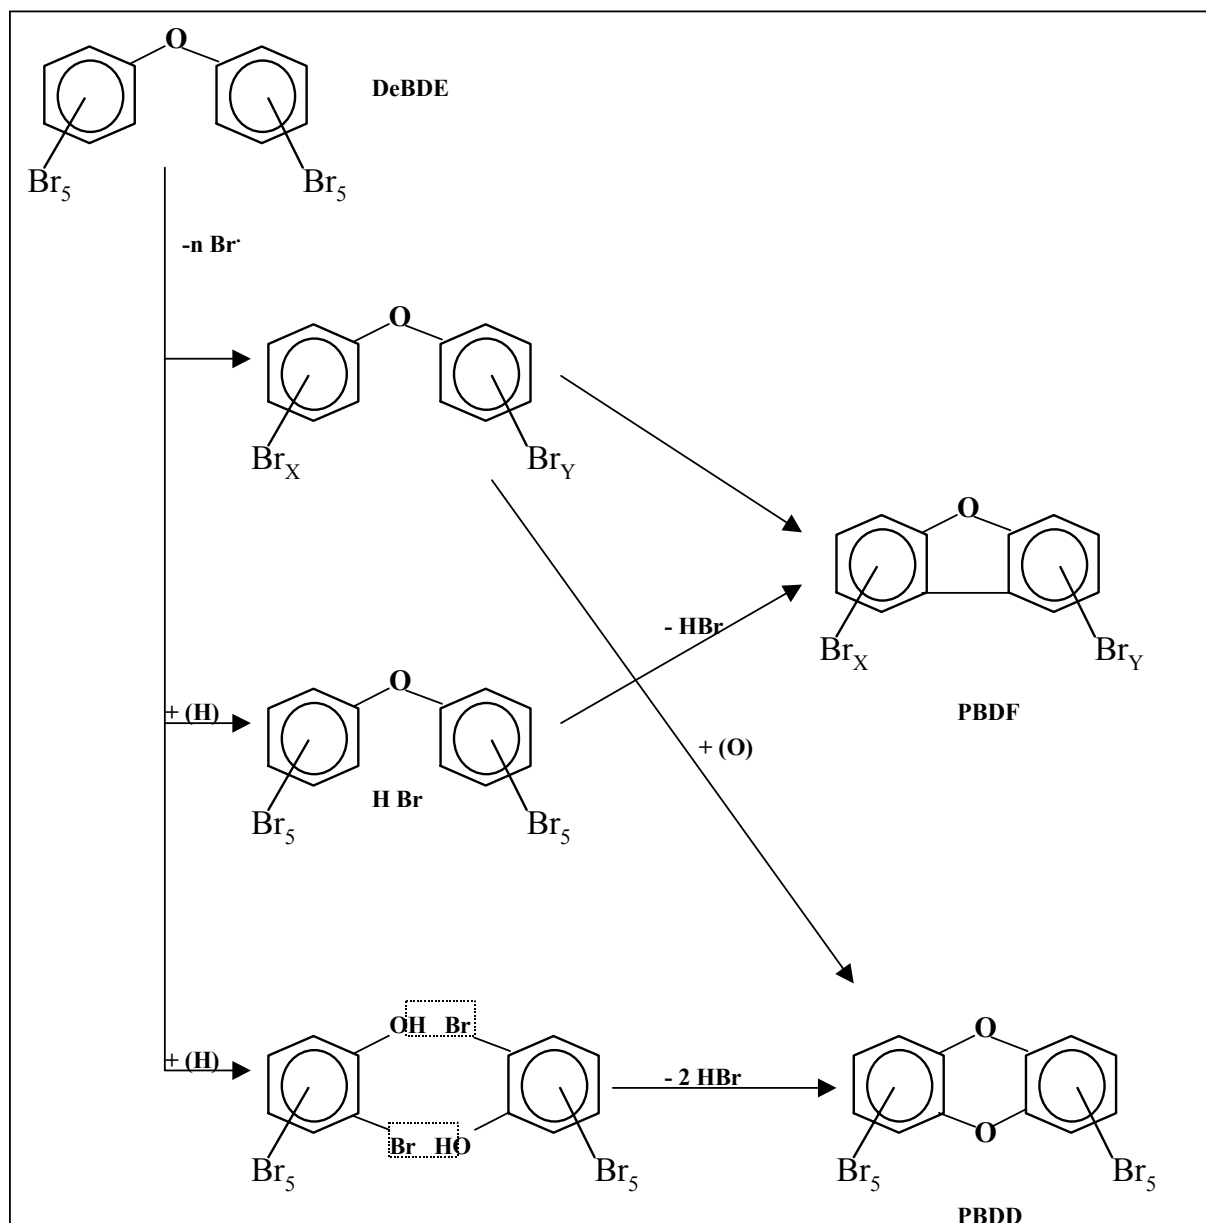 O
DeBDE
Br5 Br5
-n Br·
O
BrX BrY
O
BrX BrY
- HBr
PBDF
O
+ (H)
+ (O)
H Br
Br5 Br5
OH Br
O
+ (H)
- 2 HBr
Br HO
O
Br5 Br5
Br5 Br5
PBDD